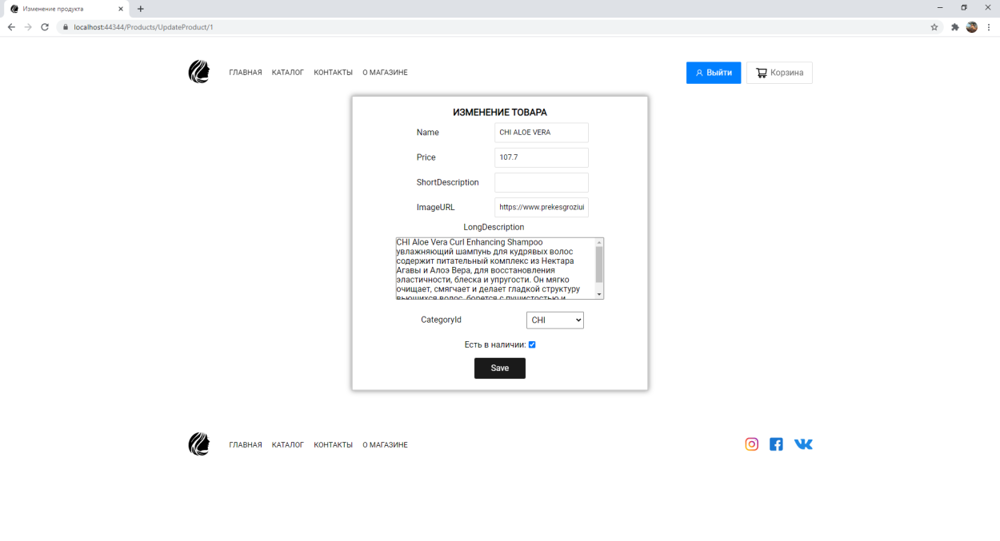 Изменение продукта
localhost:44344/Products/UpdateProduct/1
ГЛАВНАЯ КАТАЛОГ КОНТАКТЫ О МАГАЗИНЕ
Выйти
Корзина
ИЗМЕНЕНИЕ ТОВАРА
Name CHI ALOE VERA
Price 107.7
ShortDescription
ImageURL https://www.prekesgroziui
LongDescription
CHI Aloe Vera Curl Enhancing Shampoo
увлажняющий шампунь для кудрявых волос
содержит питательный комплекс из Нектара
Агавы и Алоэ Вера, для восстановления
эластичности, блеска и упругости. Он мягко
очищает, смягчает и делает гладкой структуру
вьющихся волос, борется с пушистостью и
CategoryId CHI
Есть в наличии:
Save
ГЛАВНАЯ КАТАЛОГ КОНТАКТЫ О МАГАЗИНЕ